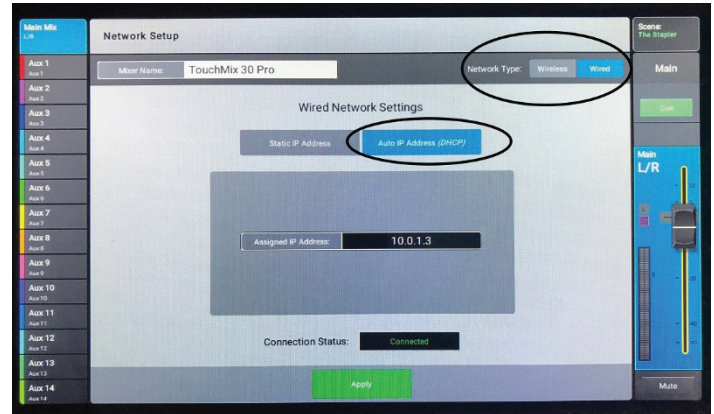 Main Mix
L/R
Network Setup
Scene:
The Stapler
Aux 1
Aux 1
Mixer Name:
TouchMix 30 Pro
Network Type:
Wireless
Wired
Main
Aux 2
Aux 2
Aux 3
Aux 3
Wired Network Settings
Cue
Aux 4
Aux 4
Static IP Address
Auto IP Address (DHCP)
Aux 5
Aux 5
Main
L/R
Aux 6
Aux 6
Aux 7
Aux 7
Aux 8
Aux 8
Assigned IP Address:
10.0.1.3
Aux 9
Aux 9
Aux 10
Aux 10
Aux 11
Aux 11
Aux 12
Aux 12
Connection Status:
Connected
Aux 13
Aux 13
Aux 14
Aux 14
Apply
Mute